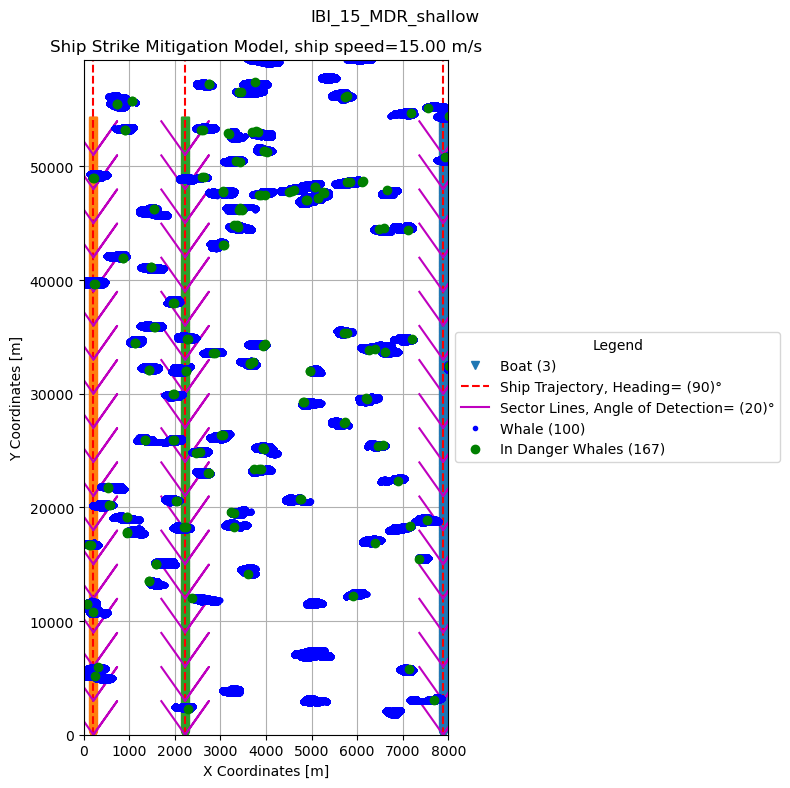 IBI_15_MDR_shallow
Ship Strike Mitigation Model, ship speed=15.00 m/s
50000
40000
30000
20000
10000
0
Y Coordinates [m]
0 1000 2000 3000 4000 5000 6000 7000 8000
X Coordinates [m]
Legend
Boat (3)
Ship Trajectory, Heading= (90)°
Sector Lines, Angle of Detection= (20)°
Whale (100)
In Danger Whales (167)